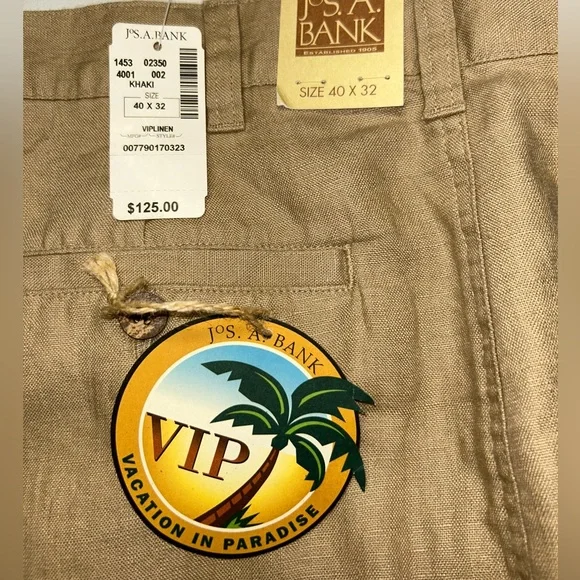 JoS. A. BANK
1453 02350
4001 002
KHAKI
SIZE
40 X 32
VIPLINEN
007790170323
$125.00
JoS. A.
BANK
ESTABLISHED 1905
SIZE 40 X 32
JoS. A. BANK
VIP
VACATION IN PARADISE